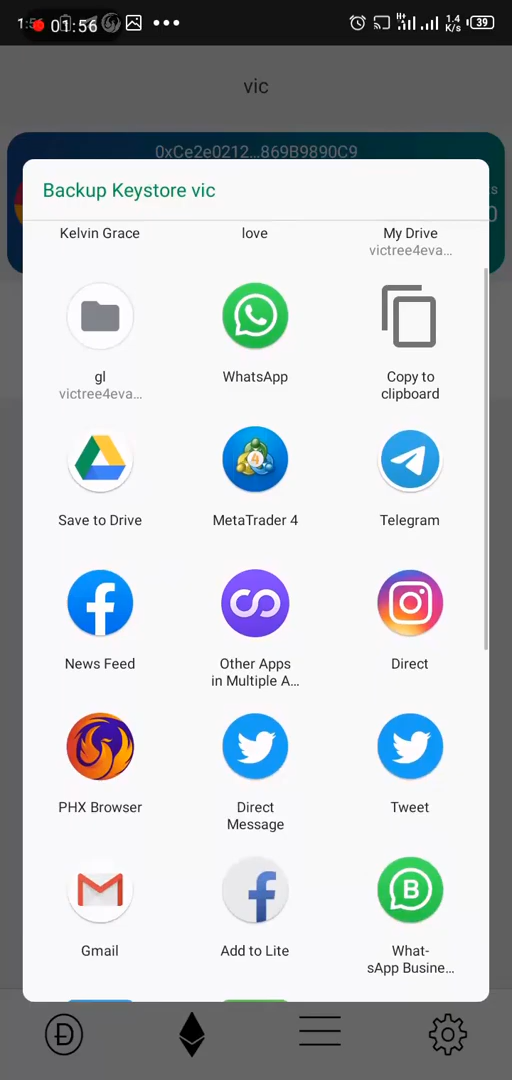 01:56
1.4
K/s
39
vic
0xCe2e0212...869B9890C9
Backup Keystore vic
Kelvin Grace
love
My Drive
victree4eva...
gl
victree4eva...
WhatsApp
Copy to
clipboard
Save to Drive
MetaTrader 4
Telegram
News Feed
Other Apps
in Multiple A...
Direct
PHX Browser
Direct
Message
Tweet
Gmail
Add to Lite
What-
sApp Busine...